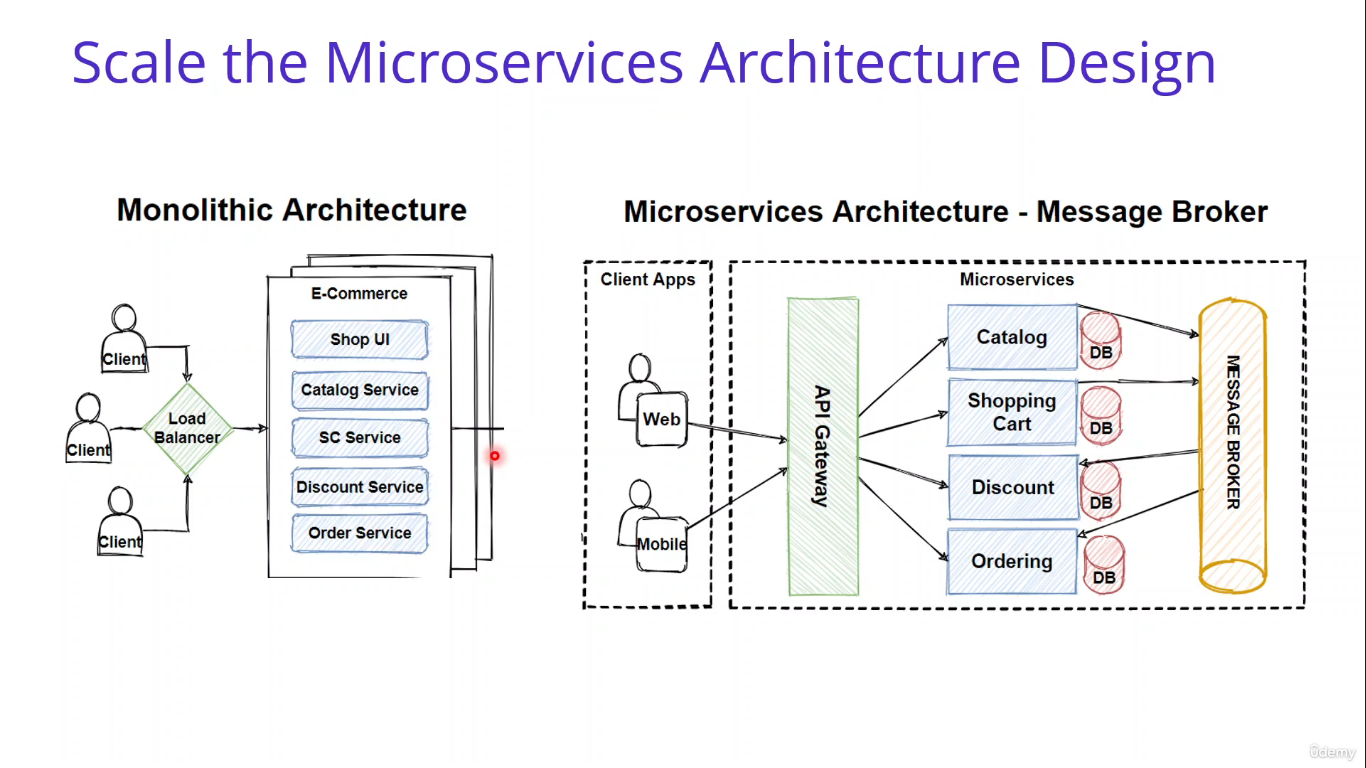 Scale the Microservices Architecture Design
Monolithic Architecture
Client
Client
Client
Load
Balancer
E-Commerce
Shop UI
Catalog Service
SC Service
Discount Service
Order Service
Microservices Architecture - Message Broker
Client Apps
Web
Mobile
Microservices
API Gateway
Catalog
DB
Shopping
Cart
DB
Discount
DB
Ordering
DB
MESSAGE BROKER
ûdemy